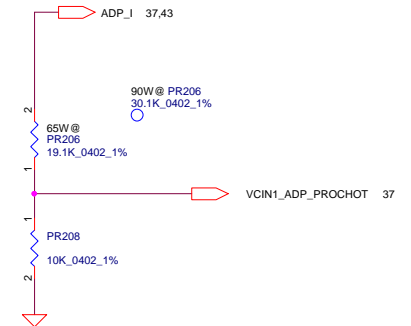 ADP_I 37,43
90W@ PR206
30.1K_0402_1%
2
65W@
PR206
19.1K_0402_1%
1
VCIN1_ADP_PROCHOT 37
1
PR208
10K_0402_1%
2